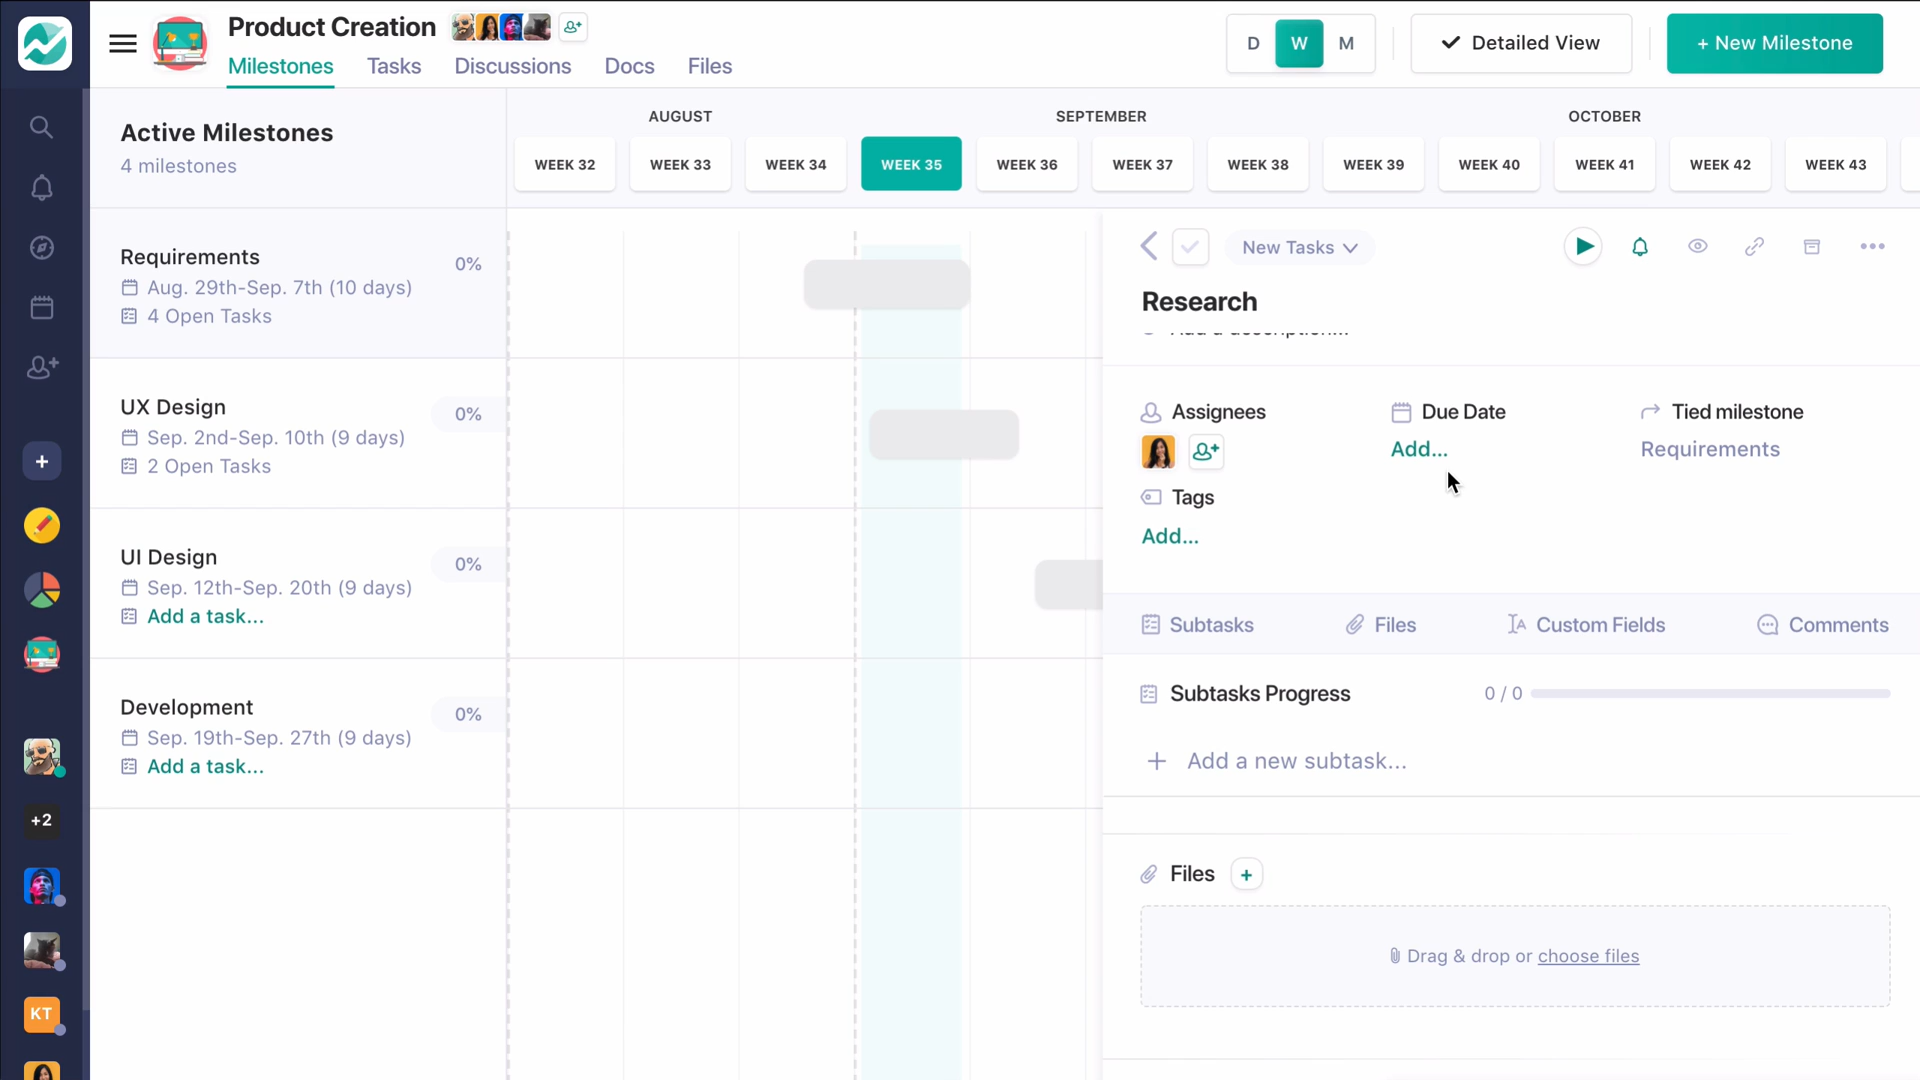 Product Creation
Milestones Tasks Discussions Docs Files
D W M
Detailed View
+ New Milestone
Active Milestones
4 milestones
AUGUST SEPTEMBER OCTOBER
WEEK 32 WEEK 33 WEEK 34 WEEK 35 WEEK 36 WEEK 37 WEEK 38 WEEK 39 WEEK 40 WEEK 41 WEEK 42 WEEK 43
Requirements
0%
Aug. 29th-Sep. 7th (10 days)
4 Open Tasks
UX Design
0%
Sep. 2nd-Sep. 10th (9 days)
2 Open Tasks
UI Design
0%
Sep. 12th-Sep. 20th (9 days)
Add a task...
Development
0%
Sep. 19th-Sep. 27th (9 days)
Add a task...
+2
KT
New Tasks
Research
Add a description...
Assignees
Due Date
Add...
Tied milestone
Requirements
Tags
Add...
Subtasks Files Custom Fields Comments
Subtasks Progress 0 / 0
Add a new subtask...
Files
Drag & drop or choose files